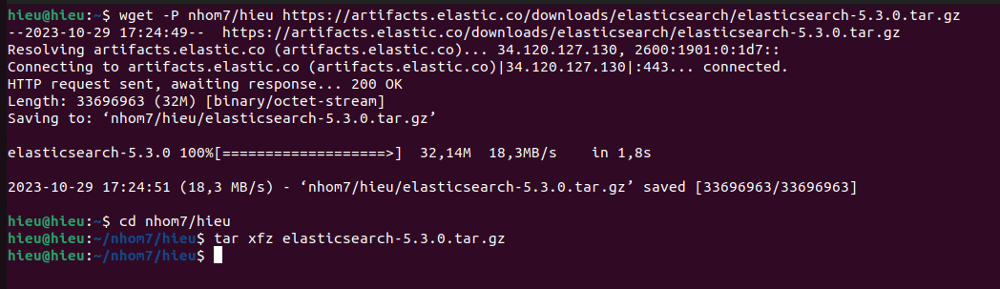 hieu@hieu:~$ wget -P nhom7/hieu https://artifacts.elastic.co/downloads/elasticsearch/elasticsearch-5.3.0.tar.gz
--2023-10-29 17:24:49--  https://artifacts.elastic.co/downloads/elasticsearch/elasticsearch-5.3.0.tar.gz
Resolving artifacts.elastic.co (artifacts.elastic.co)... 34.120.127.130, 2600:1901:0:1d7::
Connecting to artifacts.elastic.co (artifacts.elastic.co)|34.120.127.130|:443... connected.
HTTP request sent, awaiting response... 200 OK
Length: 33696963 (32M) [binary/octet-stream]
Saving to: ‘nhom7/hieu/elasticsearch-5.3.0.tar.gz’
elasticsearch-5.3.0 100%[===================>]  32,14M  18,3MB/s    in 1,8s
2023-10-29 17:24:51 (18,3 MB/s) - ‘nhom7/hieu/elasticsearch-5.3.0.tar.gz’ saved [33696963/33696963]
hieu@hieu:~$ cd nhom7/hieu
hieu@hieu:~/nhom7/hieu$ tar xfz elasticsearch-5.3.0.tar.gz
hieu@hieu:~/nhom7/hieu$